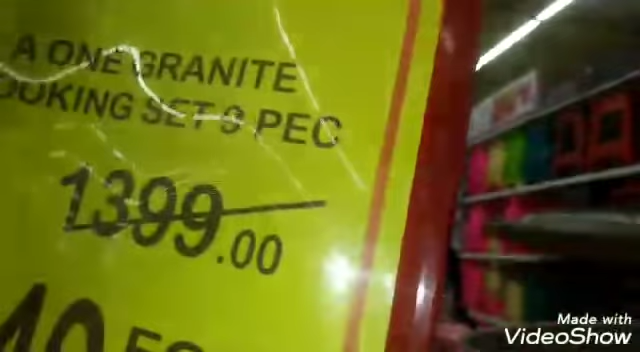 A ONE GRANITE
OOKING SET 9 PEC
1399.00
Made with
VideoShow